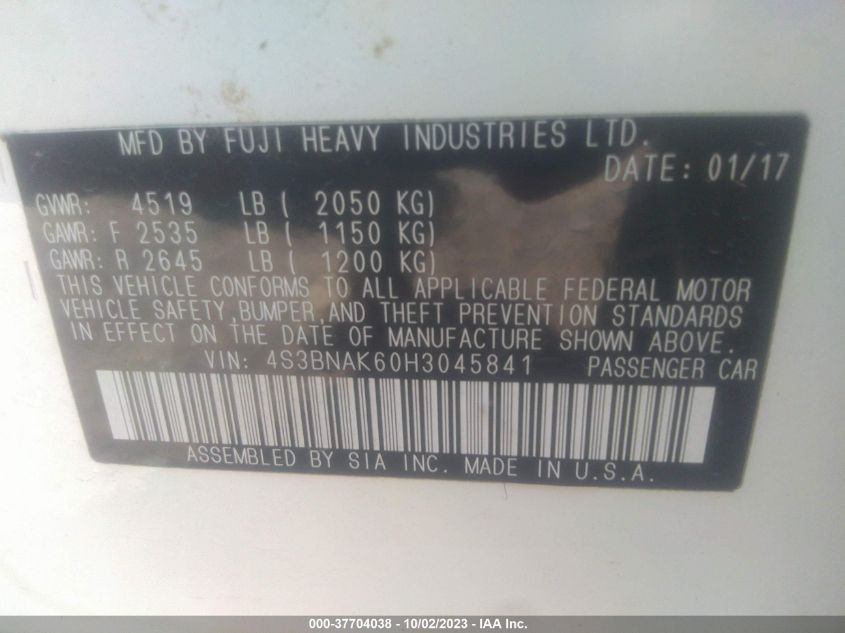 MFD BY FUJI HEAVY INDUSTRIES LTD.
DATE: 01/17
GVWR: 4519 LB ( 2050 KG)
GAWR: F 2535 LB ( 1150 KG)
GAWR: R 2645 LB ( 1200 KG)
THIS VEHICLE CONFORMS TO ALL APPLICABLE FEDERAL MOTOR
VEHICLE SAFETY, BUMPER, AND THEFT PREVENTION STANDARDS
IN EFFECT ON THE DATE OF MANUFACTURE SHOWN ABOVE.
VIN: 4S3BNAK60H3045841 PASSENGER CAR
ASSEMBLED BY SIA INC. MADE IN U.S.A.
000-37704038 - 10/02/2023 - IAA Inc.